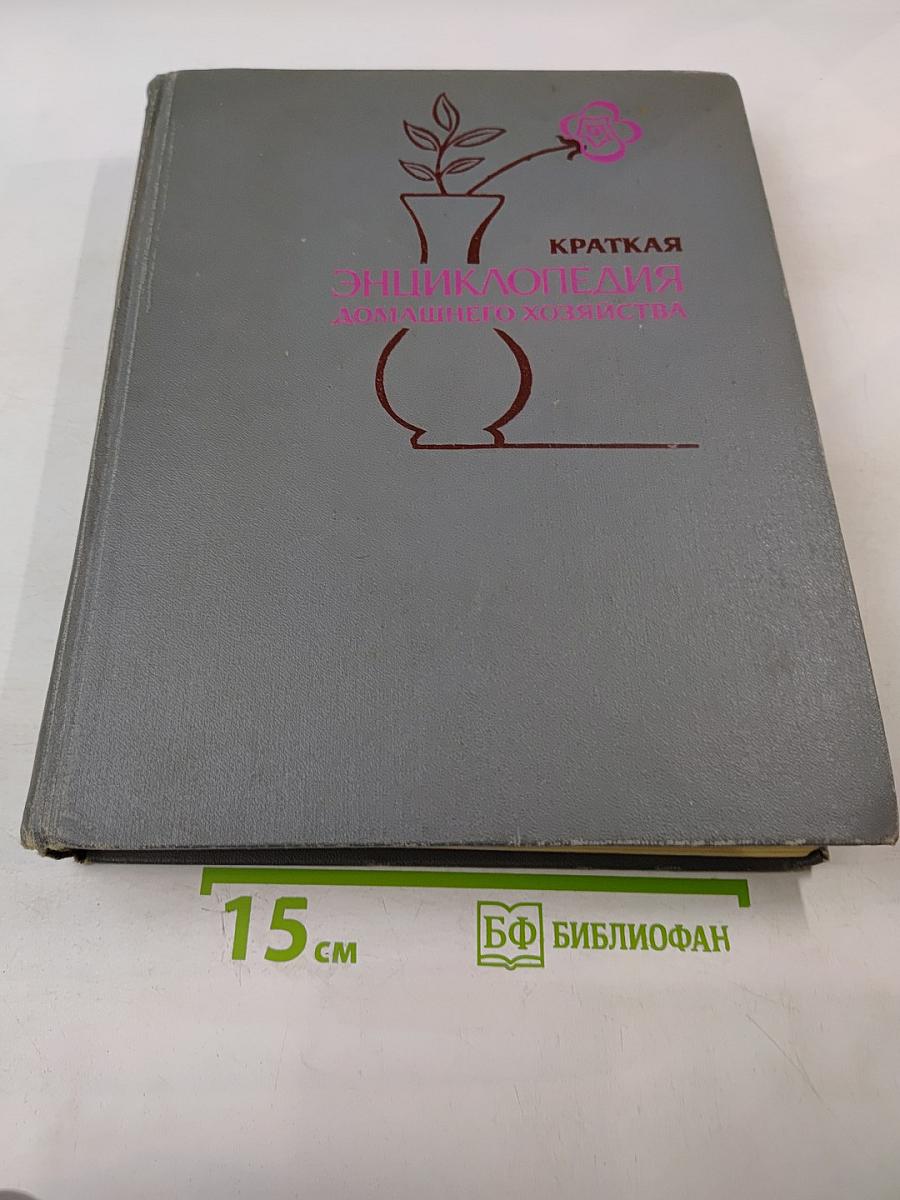 КРАТКАЯ
ЭНЦИКЛОПЕДИЯ
ДОМАШНЕГО ХОЗЯЙСТВА
15 см
БФ БИБЛИОФАН